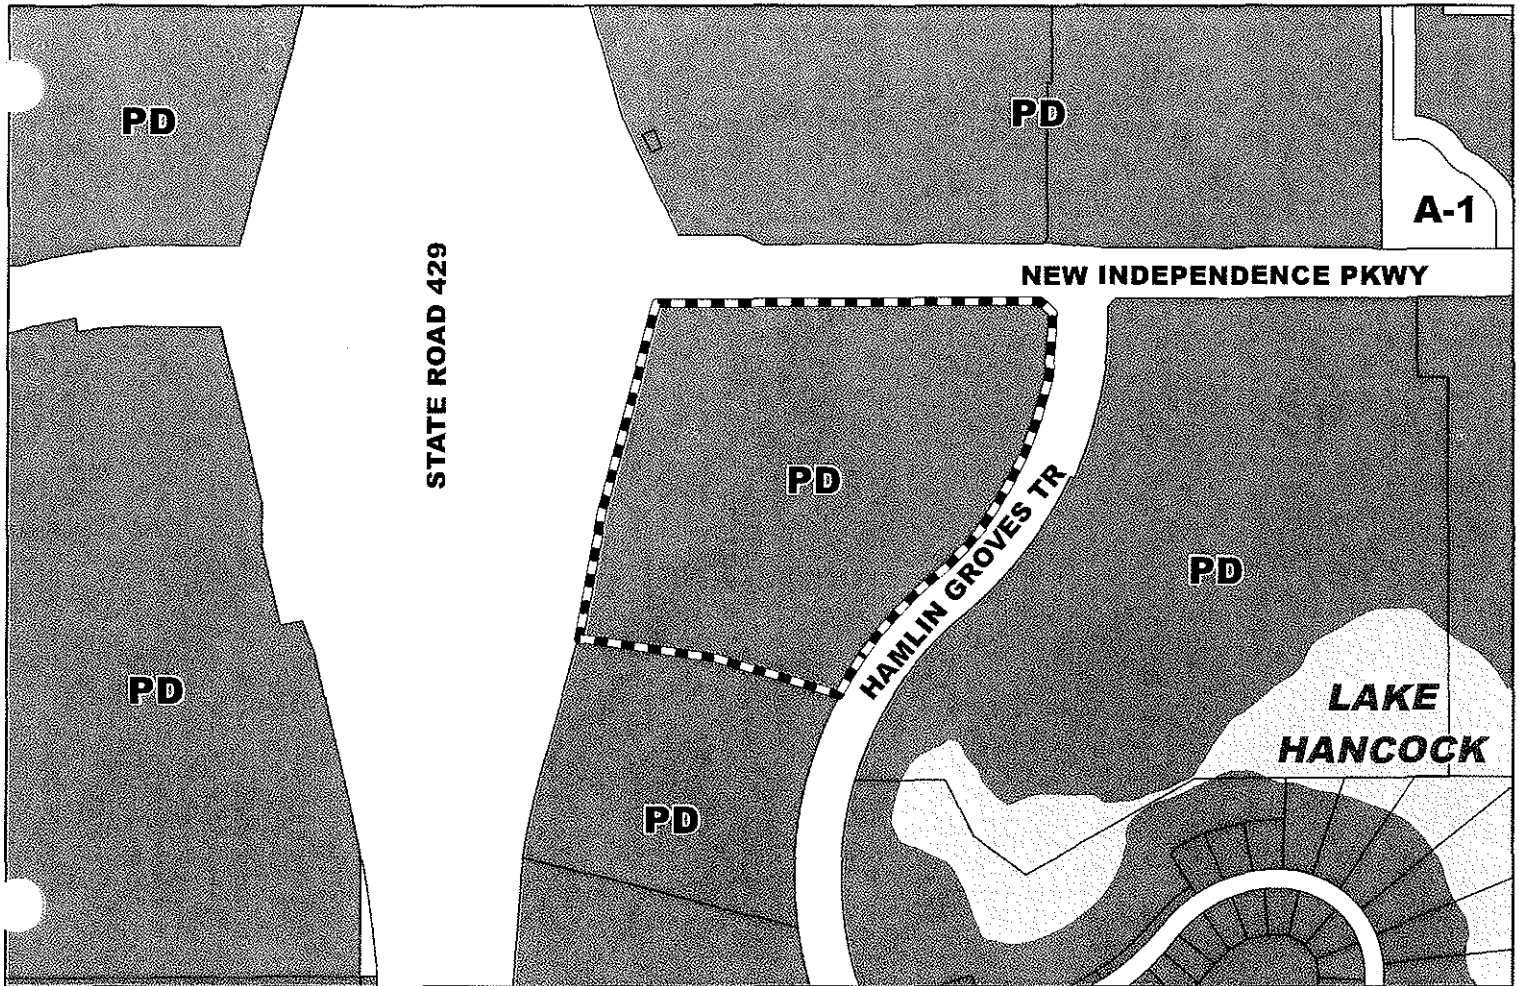 PD
PD
A-1
NEW INDEPENDENCE PKWY
STATE ROAD 429
PD
HAMLIN GROVES TR
PD
PD
LAKE
HANCOCK
PD